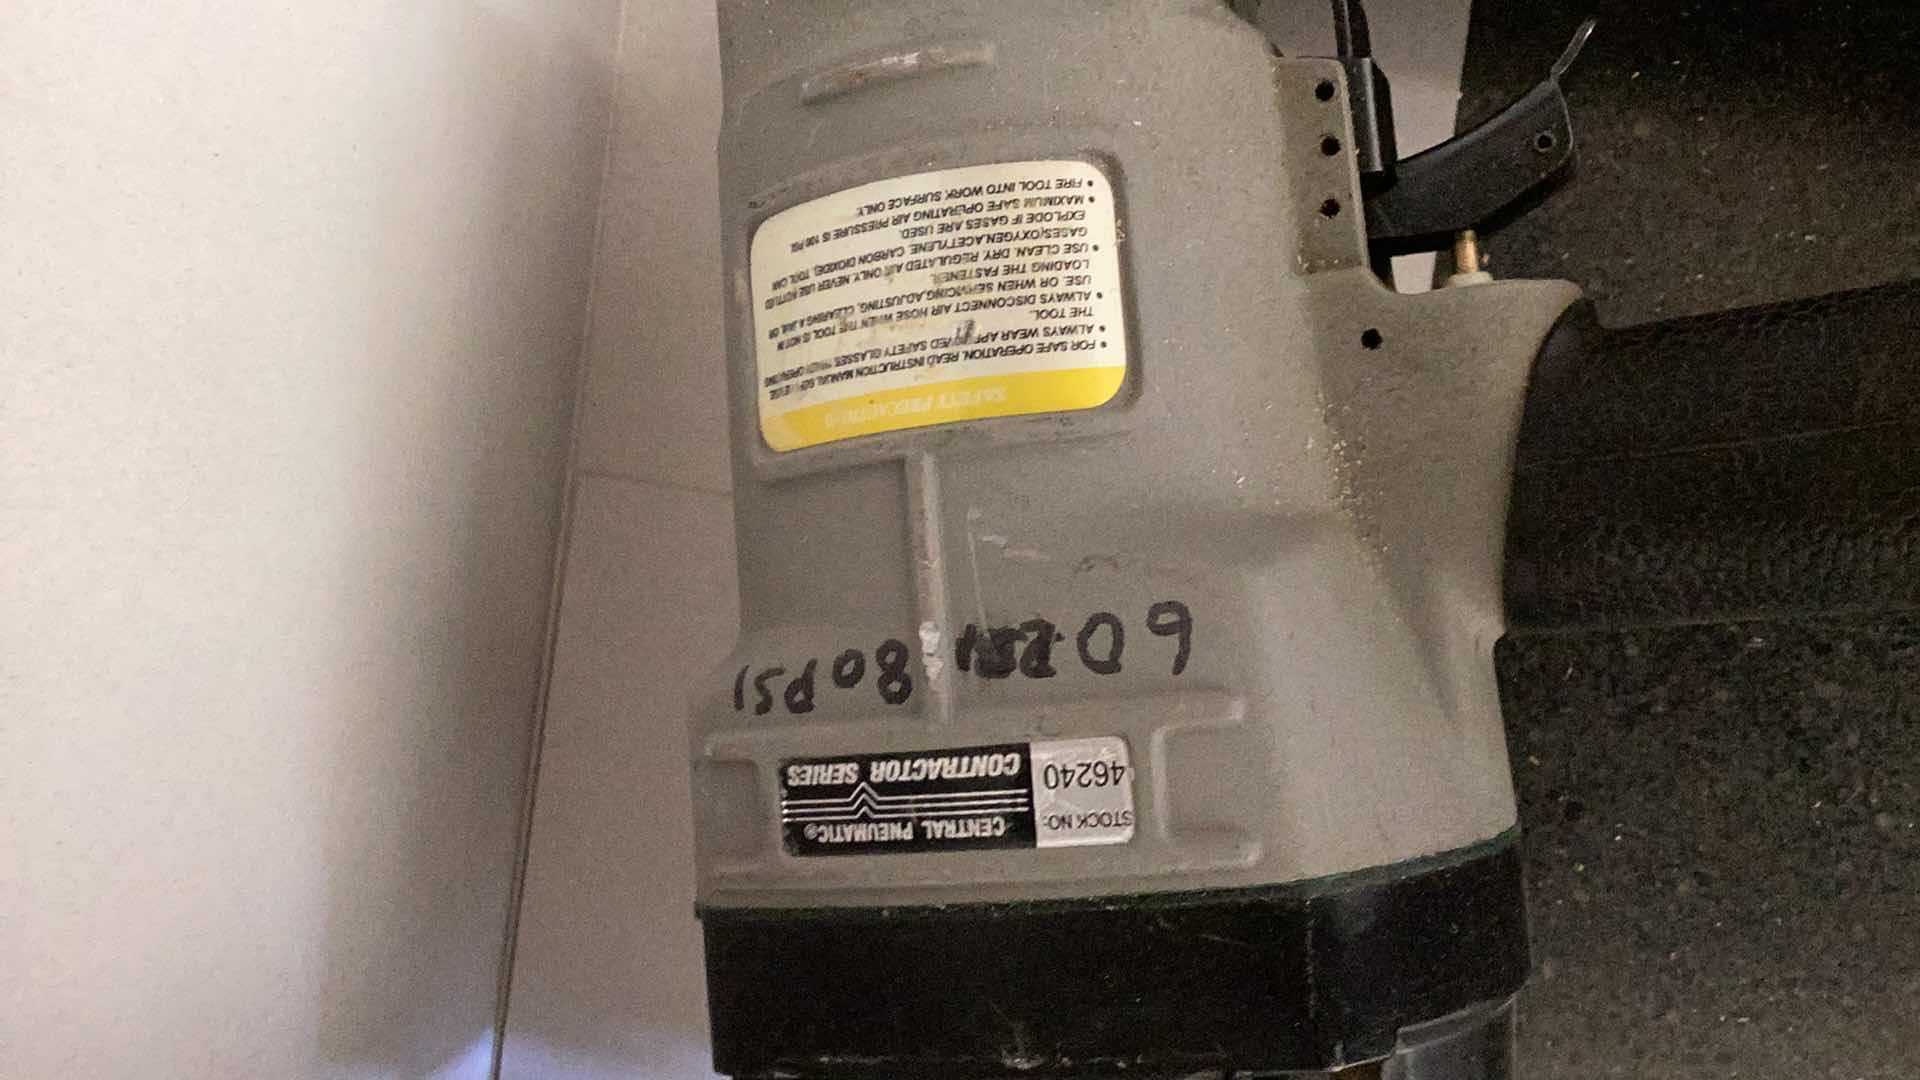 STOCK NO:
46240
CENTRAL PNEUMATIC®
CONTRACTOR SERIES
60 PSI 80 PSI
SAFETY PRECAUTIONS
• FOR SAFE OPERATION, READ INSTRUCTION MANUAL
• ALWAYS WEAR APPROVED SAFETY GLASSES WHEN OPERATING
THE TOOL.
• ALWAYS DISCONNECT AIR HOSE WHEN THE TOOL IS NOT IN
USE, OR WHEN SERVICING,ADJUSTING, CLEARING A JAM, OR
LOADING THE FASTENER.
• USE CLEAN, DRY, REGULATED AIR ONLY, NEVER USE BOTTLED
GASES(OXYGEN,ACETYLENE, CARBON DIOXIDE), TOOL CAN
EXPLODE IF GASES ARE USED.
• MAXIMUM SAFE OPERATING AIR PRESSURE IS 100 PSI.
• FIRE TOOL INTO WORK SURFACE ONLY.